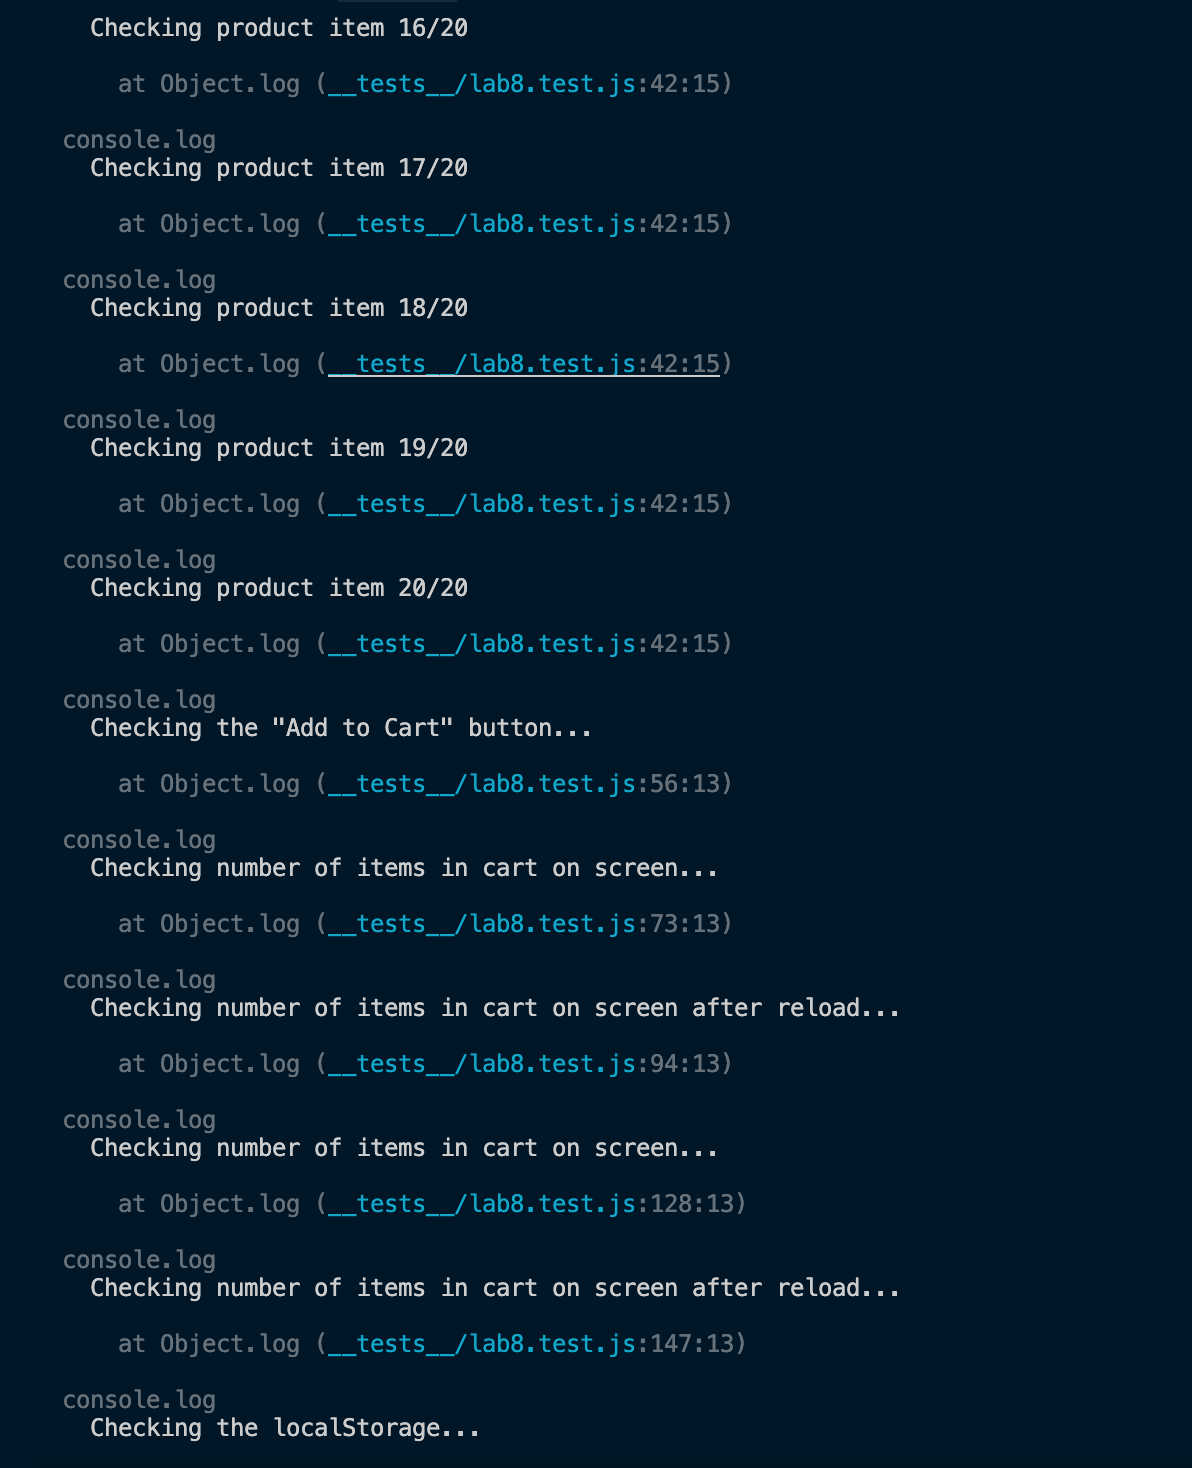 Checking product item 16/20
at Object.log (__tests__/lab8.test.js:42:15)
console.log
Checking product item 17/20
at Object.log (__tests__/lab8.test.js:42:15)
console.log
Checking product item 18/20
at Object.log (__tests__/lab8.test.js:42:15)
console.log
Checking product item 19/20
at Object.log (__tests__/lab8.test.js:42:15)
console.log
Checking product item 20/20
at Object.log (__tests__/lab8.test.js:42:15)
console.log
Checking the "Add to Cart" button...
at Object.log (__tests__/lab8.test.js:56:13)
console.log
Checking number of items in cart on screen...
at Object.log (__tests__/lab8.test.js:73:13)
console.log
Checking number of items in cart on screen after reload...
at Object.log (__tests__/lab8.test.js:94:13)
console.log
Checking number of items in cart on screen...
at Object.log (__tests__/lab8.test.js:128:13)
console.log
Checking number of items in cart on screen after reload...
at Object.log (__tests__/lab8.test.js:147:13)
console.log
Checking the localStorage...